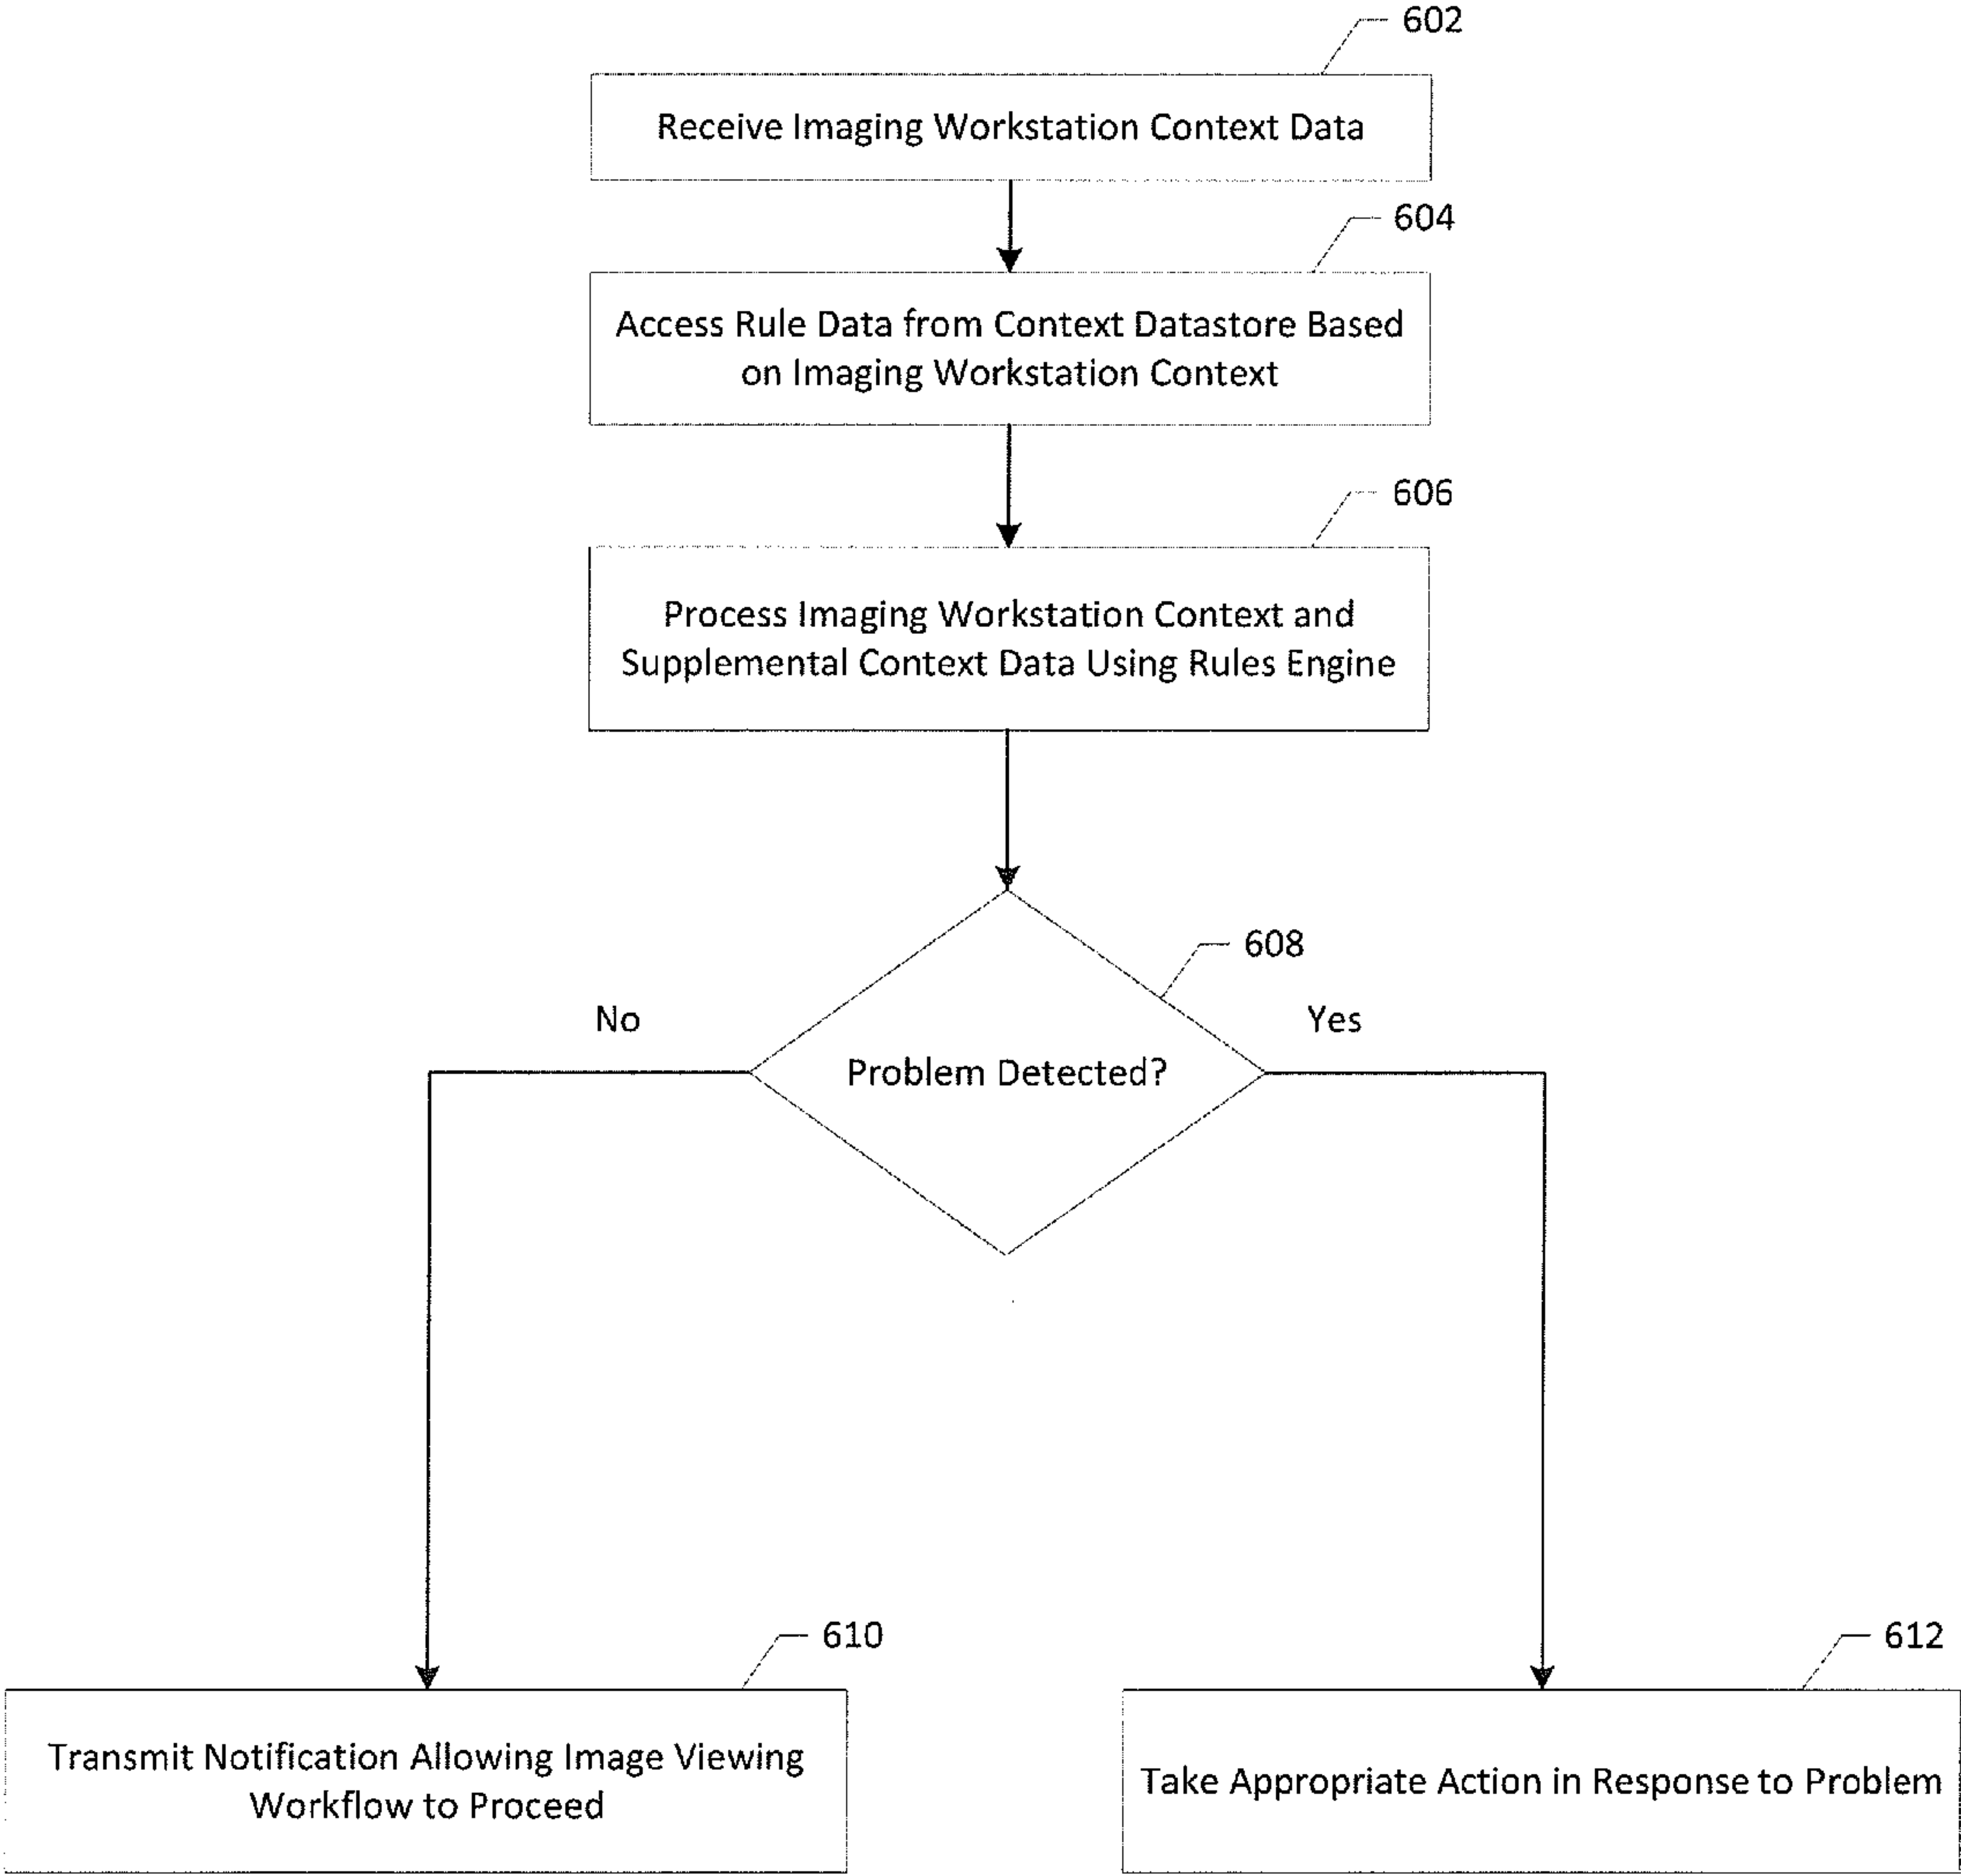 602
Receive Imaging Workstation Context Data
604
Access Rule Data from Context Datastore Based
on Imaging Workstation Context
606
Process Imaging Workstation Context and
Supplemental Context Data Using Rules Engine
608
No
Yes
Problem Detected?
610
612
Transmit Notification Allowing Image Viewing
Workflow to Proceed
Take Appropriate Action in Response to Problem